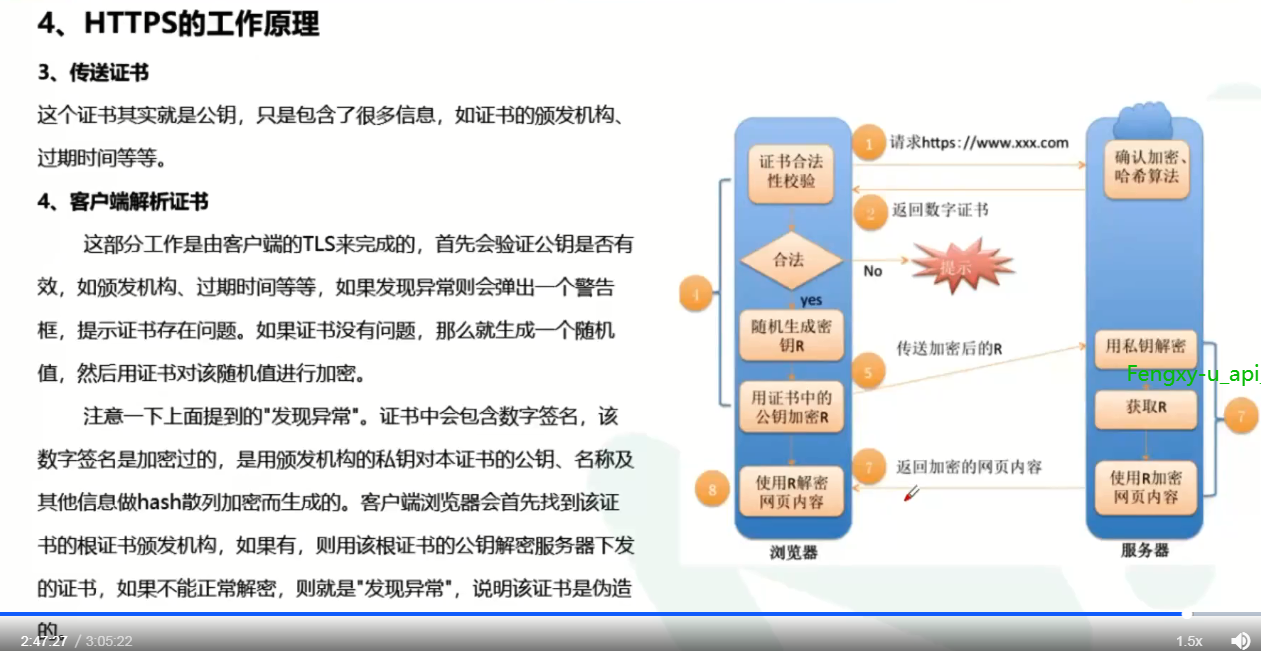 4、HTTPS的工作原理
3、传送证书
这个证书其实就是公钥，只是包含了很多信息，如证书的颁发机构、
过期时间等等。
4、客户端解析证书
这部分工作是由客户端的TLS来完成的，首先会验证公钥是否有
效，如颁发机构、过期时间等等，如果发现异常则会弹出一个警告
框，提示证书存在问题。如果证书没有问题，那么就生成一个随机
值，然后用证书对该随机值进行加密。
注意一下上面提到的"发现异常"。证书中会包含数字签名，该
数字签名是加密过的，是用颁发机构的私钥对本证书的公钥、名称及
其他信息做hash散列加密而生成的。客户端浏览器会首先找到该证
书的根证书颁发机构，如果有，则用该根证书的公钥解密服务器下发
的证书，如果不能正常解密，则就是"发现异常"，说明该证书是伪造
的
证书合法
性校验
合法
No
提示
yes
随机生成密
钥R
用证书中的
公钥加密R
使用R解密
网页内容
浏览器
4
8
1
请求https://www.xxx.com
2
返回数字证书
传送加密后的R
5
7
返回加密的网页内容
确认加密、
哈希算法
用私钥解密
获取R
使用R加密
网页内容
服务器
7
Fengxy-u_api_
2:47:27 / 3:05:22
1.5x